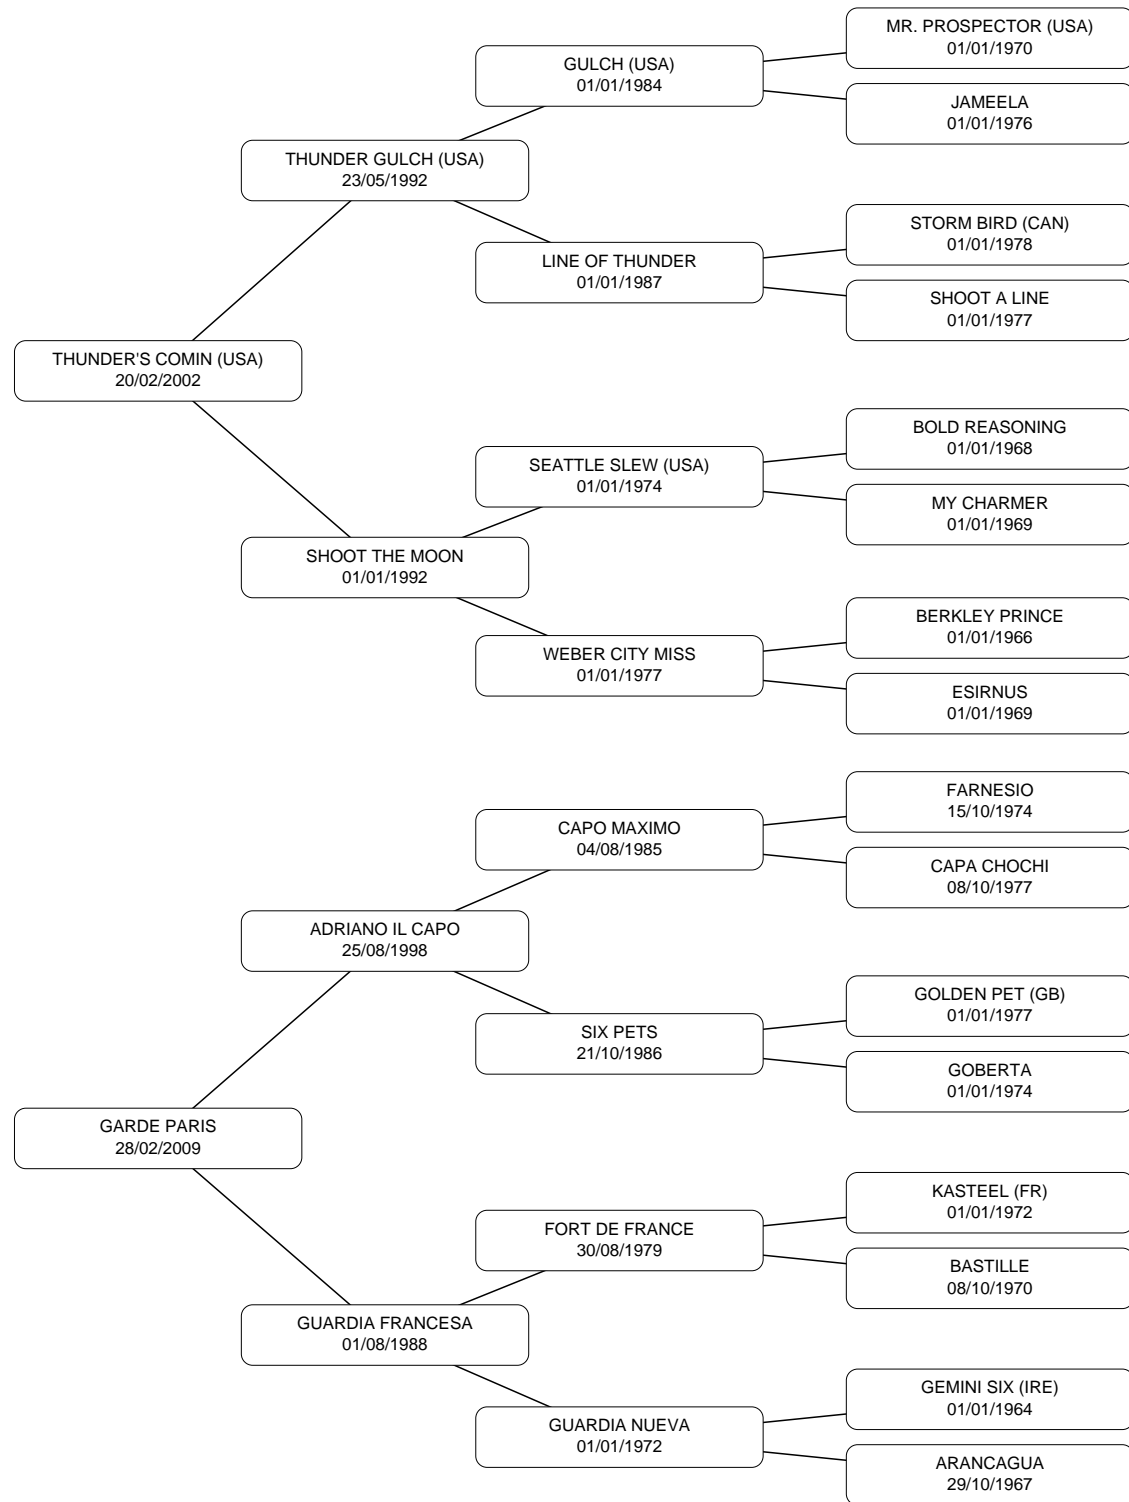 MR. PROSPECTOR (USA)
01/01/1970
GULCH (USA)
01/01/1984
JAMEELA
01/01/1976
THUNDER GULCH (USA)
23/05/1992
STORM BIRD (CAN)
01/01/1978
LINE OF THUNDER
01/01/1987
SHOOT A LINE
01/01/1977
THUNDER'S COMIN (USA)
20/02/2002
BOLD REASONING
01/01/1968
SEATTLE SLEW (USA)
01/01/1974
MY CHARMER
01/01/1969
SHOOT THE MOON
01/01/1992
BERKLEY PRINCE
01/01/1966
WEBER CITY MISS
01/01/1977
ESIRNUS
01/01/1969
FARNESIO
15/10/1974
CAPO MAXIMO
04/08/1985
CAPA CHOCHI
08/10/1977
ADRIANO IL CAPO
25/08/1998
GOLDEN PET (GB)
01/01/1977
SIX PETS
21/10/1986
GOBERTA
01/01/1974
GARDE PARIS
28/02/2009
KASTEEL (FR)
01/01/1972
FORT DE FRANCE
30/08/1979
BASTILLE
08/10/1970
GUARDIA FRANCESA
01/08/1988
GEMINI SIX (IRE)
01/01/1964
GUARDIA NUEVA
01/01/1972
ARANCAGUA
29/10/1967